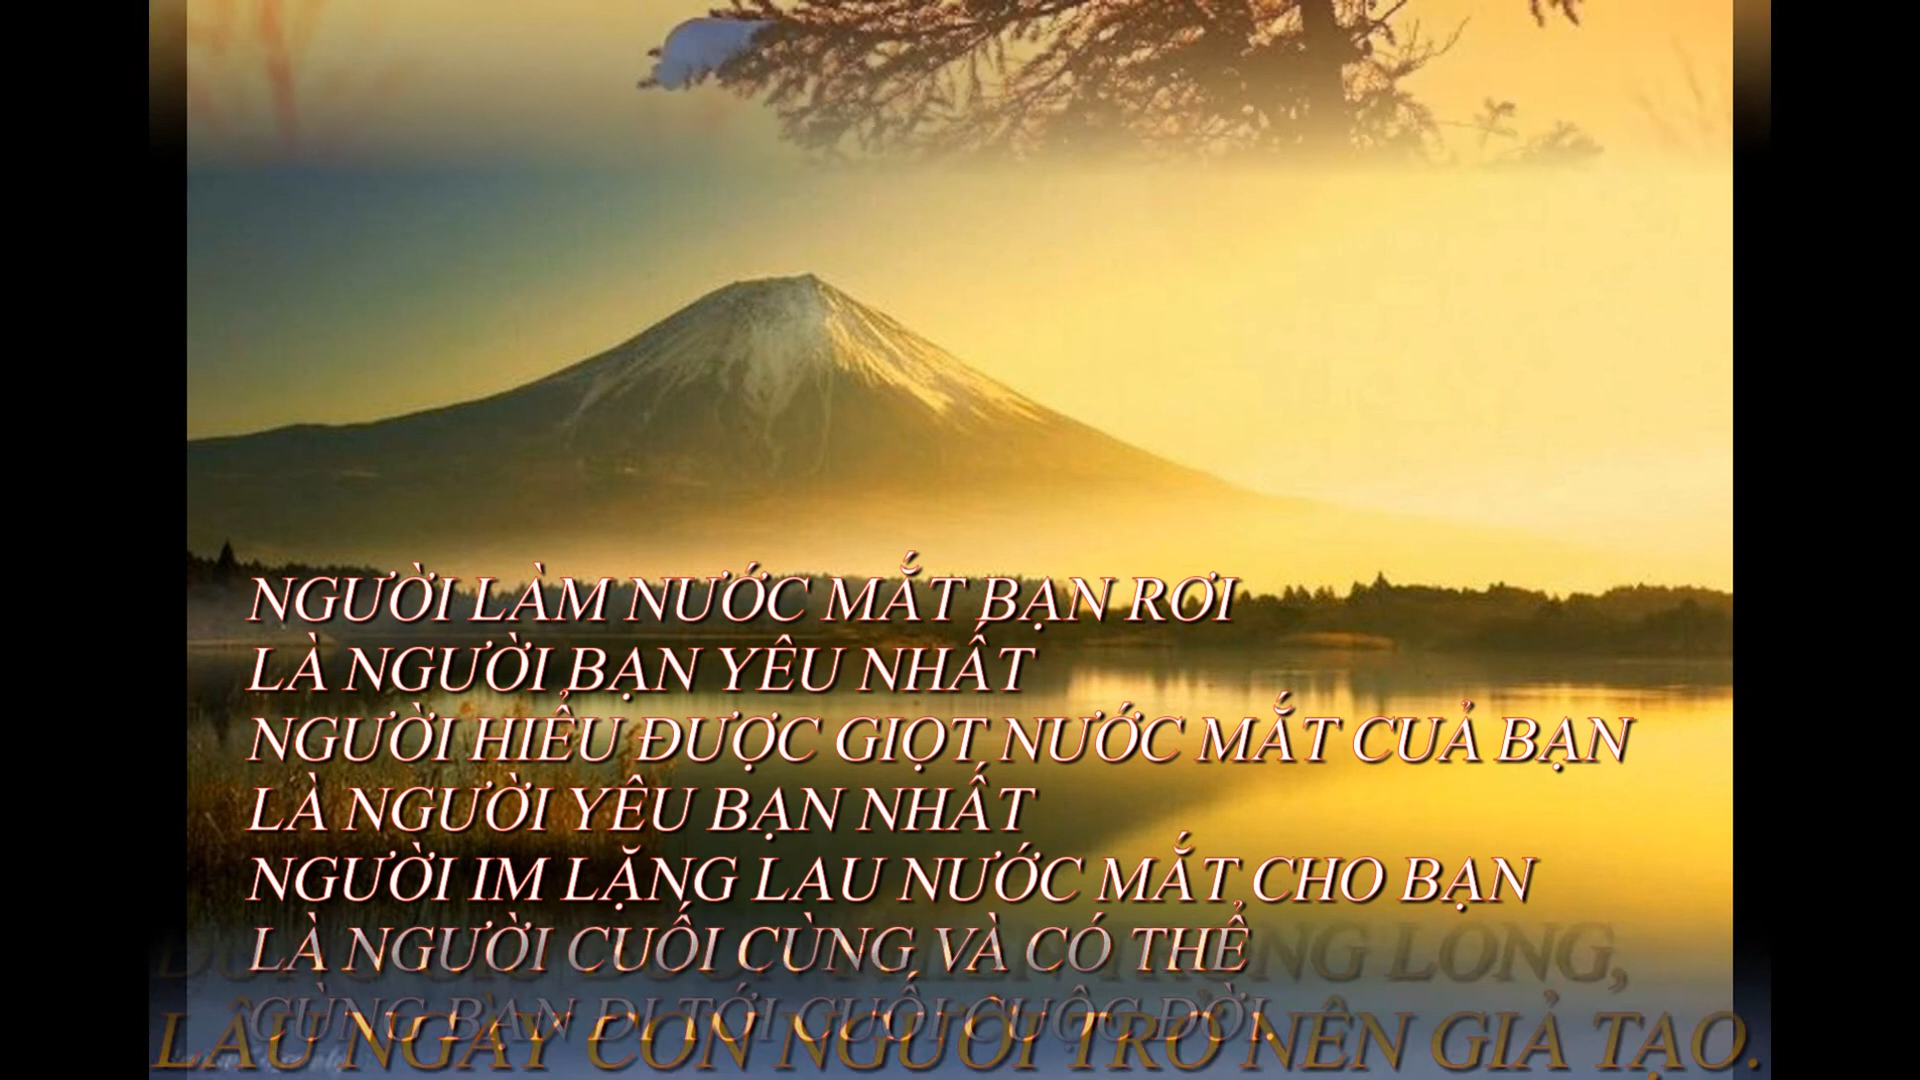 NGƯỜI LÀM NƯỚC MẮT BẠN RƠI
LÀ NGƯỜI BẠN YÊU NHẤT
NGƯỜI HIỂU ĐƯỢC GIỌT NƯỚC MẮT CUẢ BẠN
LÀ NGƯỜI YÊU BẠN NHẤT
NGƯỜI IM LẶNG LAU NƯỚC MẮT CHO BẠN
LÀ NGƯỜI CUỐI CÙNG VÀ CÓ THỂ
LÒNG,
CÙNG BẠN ĐI TỚI CUỐI CUỘC ĐỜI.
LÂU NGÀY CON NGƯỜI TRỞ NÊN GIẢ TẠO.